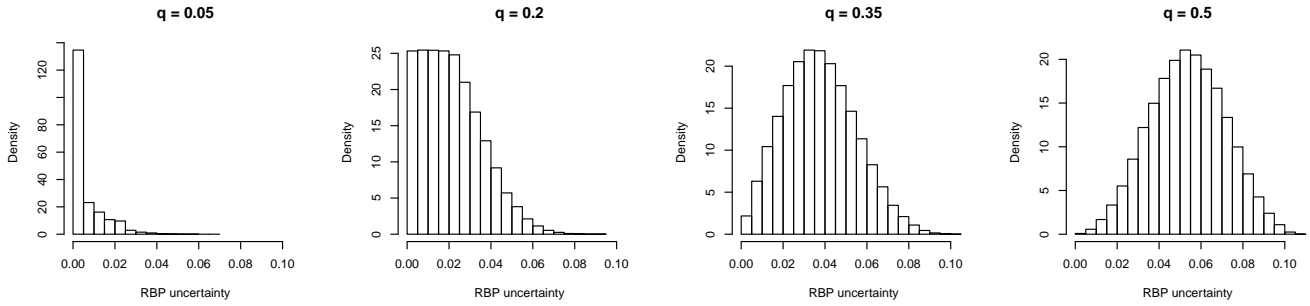 q = 0.05
Density
0 20 40 60 80 120
0.00 0.02 0.04 0.06 0.08 0.10
RBP uncertainty
q = 0.2
Density
0 5 10 15 20 25
0.00 0.02 0.04 0.06 0.08 0.10
RBP uncertainty
q = 0.35
Density
0 5 10 15 20
0.00 0.02 0.04 0.06 0.08 0.10
RBP uncertainty
q = 0.5
Density
0 5 10 15 20
0.00 0.02 0.04 0.06 0.08 0.10
RBP uncertainty